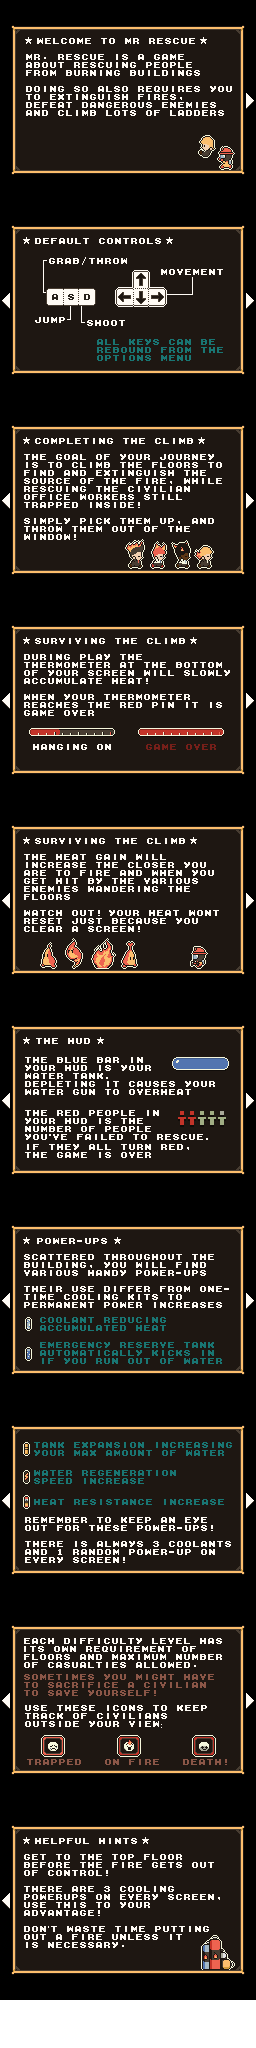 ★ WELCOME TO MR RESCUE ★
MR. RESCUE IS A GAME
ABOUT RESCUING PEOPLE
FROM BURNING BUILDINGS
DOING SO ALSO REQUIRES YOU
TO EXTINGUISH FIRES,
DEFEAT DANGEROUS ENEMIES
AND CLIMB LOTS OF LADDERS
★ DEFAULT CONTROLS ★
GRAB/THROW
MOVEMENT
A S D
JUMP
SHOOT
ALL KEYS CAN BE
REBOUND FROM THE
OPTIONS MENU
★ COMPLETING THE CLIMB ★
THE GOAL OF YOUR JOURNEY
IS TO CLIMB THE FLOORS TO
FIND AND EXTINGUISH THE
SOURCE OF THE FIRE, WHILE
RESCUING THE CIVILIAN
OFFICE WORKERS STILL
TRAPPED INSIDE!
SIMPLY PICK THEM UP, AND
THROW THEM OUT OF THE
WINDOW!
★ SURVIVING THE CLIMB ★
DURING PLAY THE
THERMOMETER AT THE BOTTOM
OF YOUR SCREEN WILL SLOWLY
ACCUMULATE HEAT!
WHEN YOUR THERMOMETER
REACHES THE RED PIN IT IS
GAME OVER
HANGING ON
GAME OVER
★ SURVIVING THE CLIMB ★
THE HEAT GAIN WILL
INCREASE THE CLOSER YOU
ARE TO FIRE AND WHEN YOU
GET HIT BY THE VARIOUS
ENEMIES WANDERING THE
FLOORS
WATCH OUT! YOUR HEAT WONT
RESET JUST BECAUSE YOU
CLEAR A SCREEN!
★ THE HUD ★
THE BLUE BAR IN
YOUR HUD IS YOUR
WATER TANK.
DEPLETING IT CAUSES YOUR
WATER GUN TO OVERHEAT
THE RED PEOPLE IN
YOUR HUD IS THE
NUMBER OF PEOPLE
YOU'VE FAILED TO RESCUE.
IF THEY ALL TURN RED,
THE GAME IS OVER
★ POWER-UPS ★
SCATTERED THROUGHOUT THE
BUILDING, YOU WILL FIND
VARIOUS HANDY POWER-UPS
THEIR USE DIFFER FROM ONE-
TIME COOLING KITS TO
PERMANENT POWER INCREASES
COOLANT REDUCING
ACCUMULATED HEAT
EMERGENCY RESERVE TANK
AUTOMATICALLY KICKS IN
IF YOU RUN OUT OF WATER
TANK EXPANSION INCREASING
YOUR MAX AMOUNT OF WATER
WATER REGENERATION
SPEED INCREASE
HEAT RESISTANCE INCREASE
REMEMBER TO KEEP AN EYE
OUT FOR THESE POWER-UPS!
THERE IS ALWAYS 3 COOLANTS
AND 1 RANDOM POWER-UP ON
EVERY SCREEN!
EACH DIFFICULTY LEVEL HAS
ITS OWN REQUIREMENT OF
FLOORS AND MAXIMUM NUMBER
OF CASUALTIES ALLOWED.
SOMETIMES YOU MIGHT HAVE
TO SACRIFICE A CIVILIAN
TO SAVE YOURSELF!
USE THESE ICONS TO KEEP
TRACK OF CIVILIANS
OUTSIDE YOUR VIEW:
TRAPPED
ON FIRE
DEATH!
★ HELPFUL HINTS ★
GET TO THE TOP FLOOR
BEFORE THE FIRE GETS OUT
OF CONTROL!
THERE ARE 3 COOLING
POWERUPS ON EVERY SCREEN,
USE THIS TO YOUR
ADVANTAGE!
DON'T WASTE TIME PUTTING
OUT A FIRE UNLESS IT
IS NECESSARY.